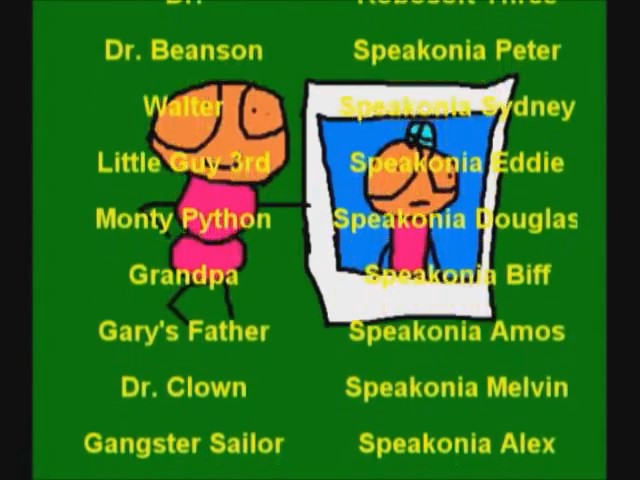 Dr. Beanson Speakonia Peter
Walter Speakonia Sydney
Little Guy 3rd Speakonia Eddie
Monty Python Speakonia Douglas
Grandpa Speakonia Biff
Gary's Father Speakonia Amos
Dr. Clown Speakonia Melvin
Gangster Sailor Speakonia Alex